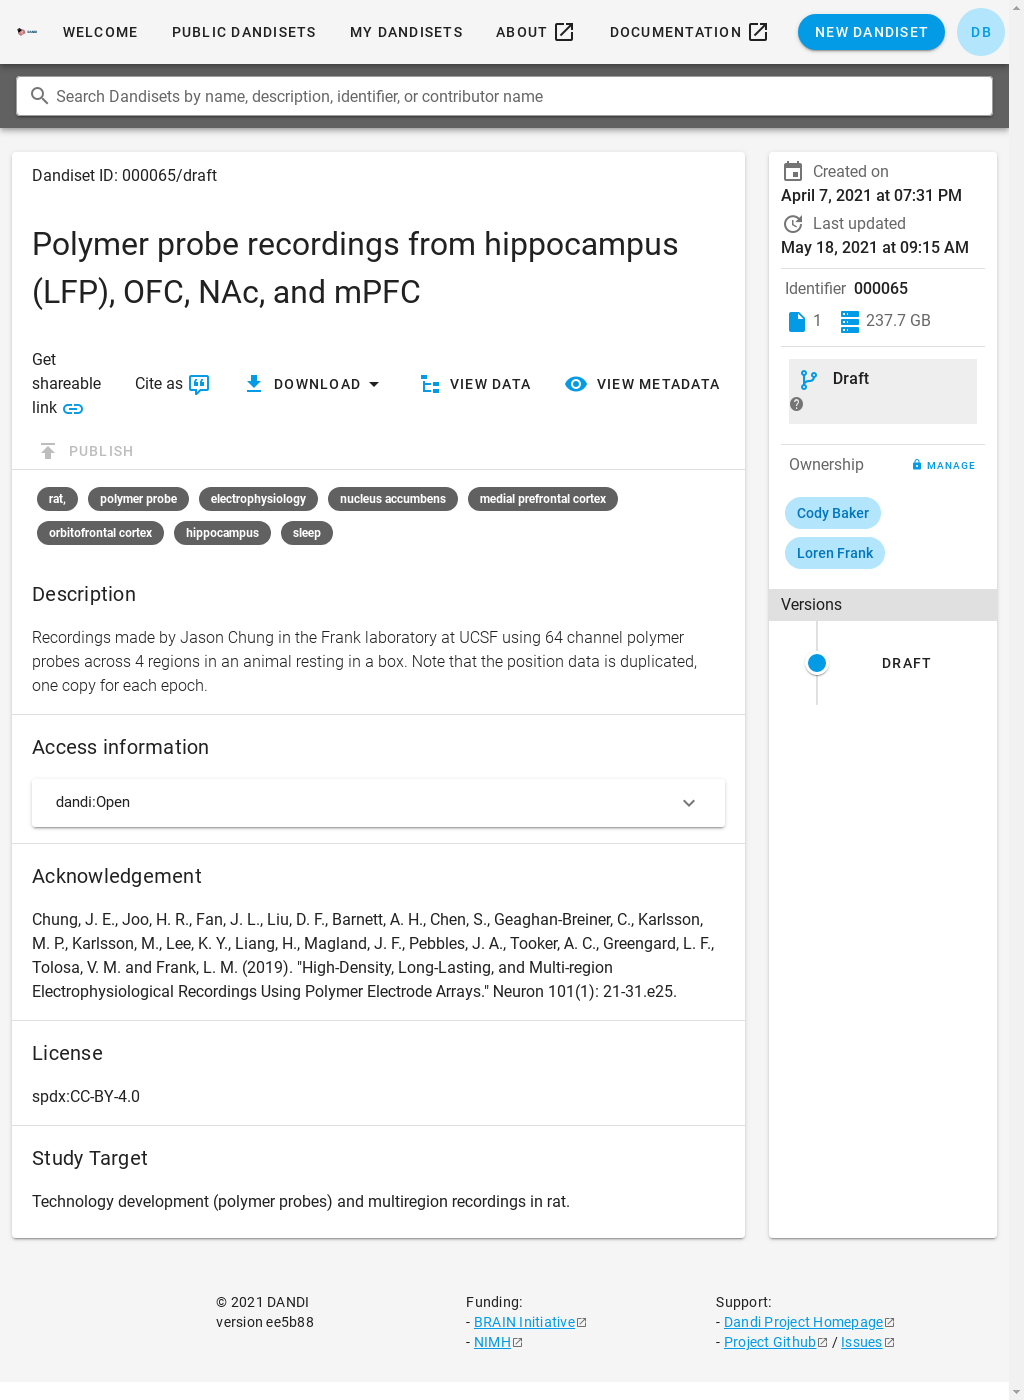 WELCOME PUBLIC DANDISETS MY DANDISETS ABOUT DOCUMENTATION NEW DANDISET DB
Search Dandisets by name, description, identifier, or contributor name
Dandiset ID: 000065/draft
Polymer probe recordings from hippocampus
(LFP), OFC, NAc, and mPFC
Get
shareable
link
Cite as
DOWNLOAD
VIEW DATA
VIEW METADATA
PUBLISH
rat, polymer probe electrophysiology nucleus accumbens medial prefrontal cortex
orbitofrontal cortex hippocampus sleep
Description
Recordings made by Jason Chung in the Frank laboratory at UCSF using 64 channel polymer
probes across 4 regions in an animal resting in a box. Note that the position data is duplicated,
one copy for each epoch.
Access information
dandi:Open
Acknowledgement
Chung, J. E., Joo, H. R., Fan, J. L., Liu, D. F., Barnett, A. H., Chen, S., Geaghan-Breiner, C., Karlsson,
M. P., Karlsson, M., Lee, K. Y., Liang, H., Magland, J. F., Pebbles, J. A., Tooker, A. C., Greengard, L. F.,
Tolosa, V. M. and Frank, L. M. (2019). "High-Density, Long-Lasting, and Multi-region
Electrophysiological Recordings Using Polymer Electrode Arrays." Neuron 101(1): 21-31.e25.
License
spdx:CC-BY-4.0
Study Target
Technology development (polymer probes) and multiregion recordings in rat.
Created on
April 7, 2021 at 07:31 PM
Last updated
May 18, 2021 at 09:15 AM
Identifier 000065
1 237.7 GB
Draft
Ownership MANAGE
Cody Baker
Loren Frank
Versions
DRAFT
© 2021 DANDI
version ee5b88
Funding:
- BRAIN Initiative
- NIMH
Support:
- Dandi Project Homepage
- Project Github / Issues